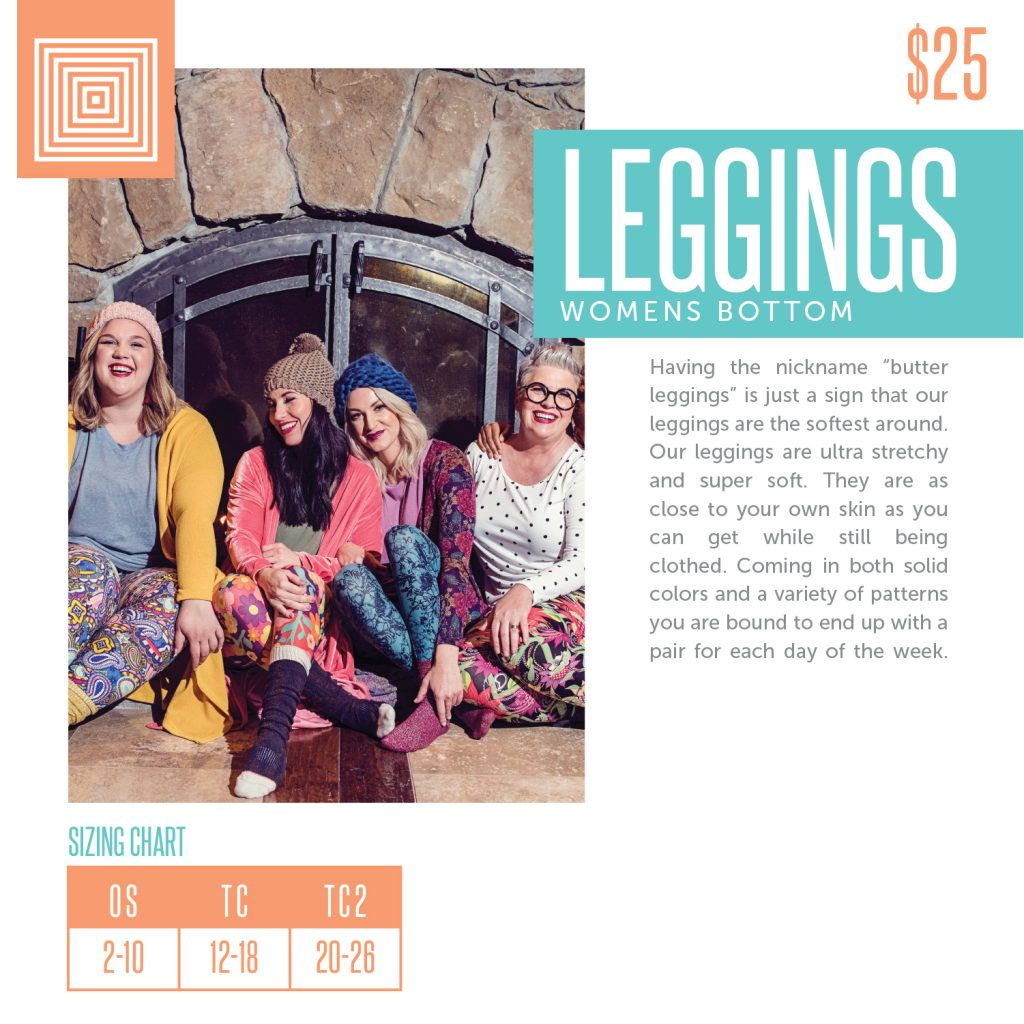 $25
LEGGINGS
WOMENS BOTTOM
Having the nickname “butter
leggings” is just a sign that our
leggings are the softest around.
Our leggings are ultra stretchy
and super soft. They are as
close to your own skin as you
can get while still being
clothed. Coming in both solid
colors and a variety of patterns
you are bound to end up with a
pair for each day of the week.
SIZING CHART
OS TC TC2
2-10 12-18 20-26